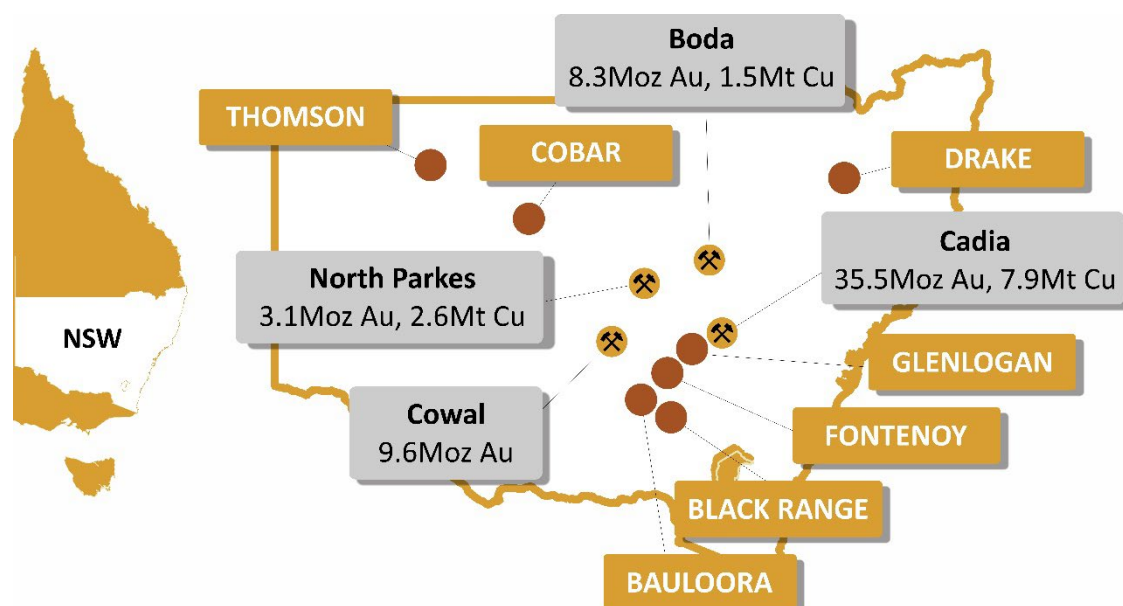 Boda
8.3Moz Au, 1.5Mt Cu
THOMSON
COBAR
DRAKE
Cadia
35.5Moz Au, 7.9Mt Cu
North Parkes
3.1Moz Au, 2.6Mt Cu
NSW
GLENLOGAN
Cowal
9.6Moz Au
FONTENOY
BLACK RANGE
BAULOORA